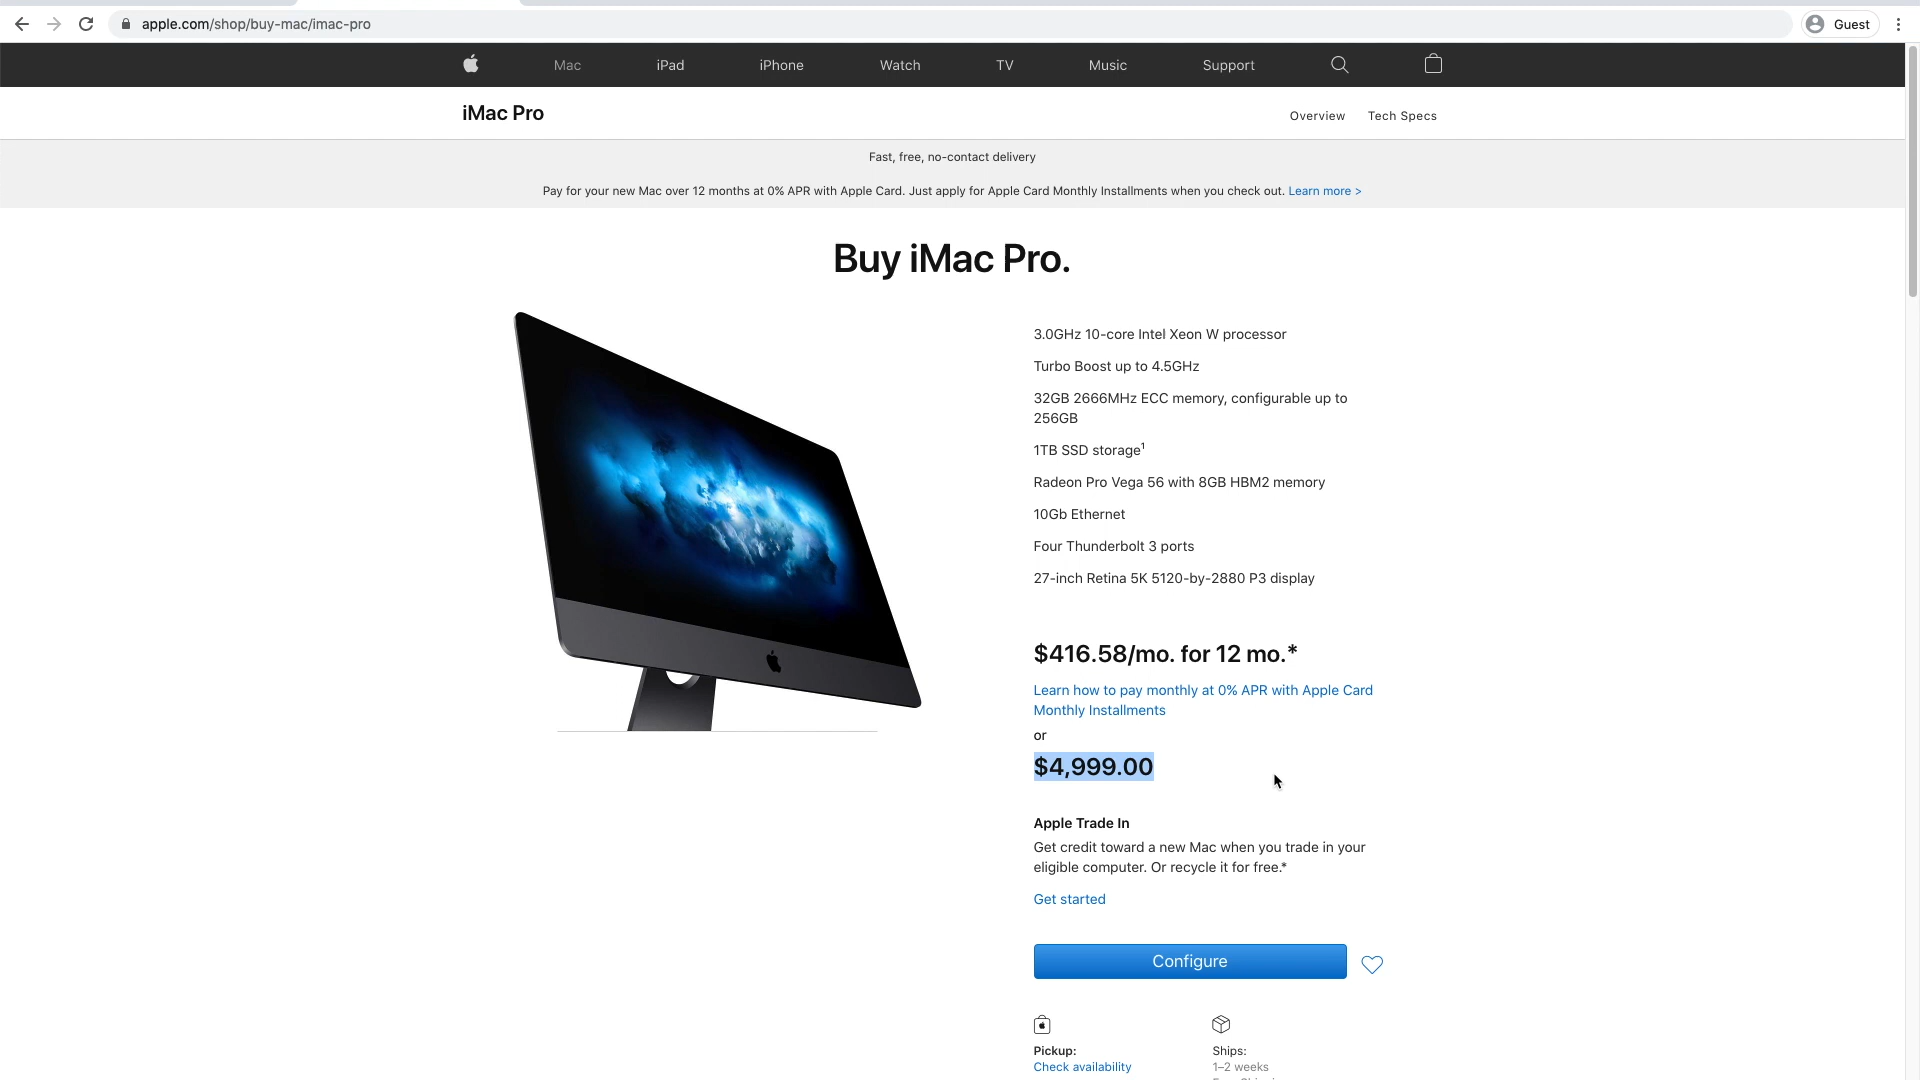 apple.com/shop/buy-mac/imac-pro
Guest
Mac
iPad
iPhone
Watch
TV
Music
Support
iMac Pro
Overview
Tech Specs
Fast, free, no-contact delivery
Pay for your new Mac over 12 months at 0% APR with Apple Card. Just apply for Apple Card Monthly Installments when you check out. Learn more >
Buy iMac Pro.
3.0GHz 10-core Intel Xeon W processor
Turbo Boost up to 4.5GHz
32GB 2666MHz ECC memory, configurable up to
256GB
1TB SSD storage¹
Radeon Pro Vega 56 with 8GB HBM2 memory
10Gb Ethernet
Four Thunderbolt 3 ports
27-inch Retina 5K 5120-by-2880 P3 display
$416.58/mo. for 12 mo.*
Learn how to pay monthly at 0% APR with Apple Card
Monthly Installments
or
$4,999.00
Apple Trade In
Get credit toward a new Mac when you trade in your
eligible computer. Or recycle it for free.*
Get started
Configure
Pickup:
Check availability
Ships:
1–2 weeks